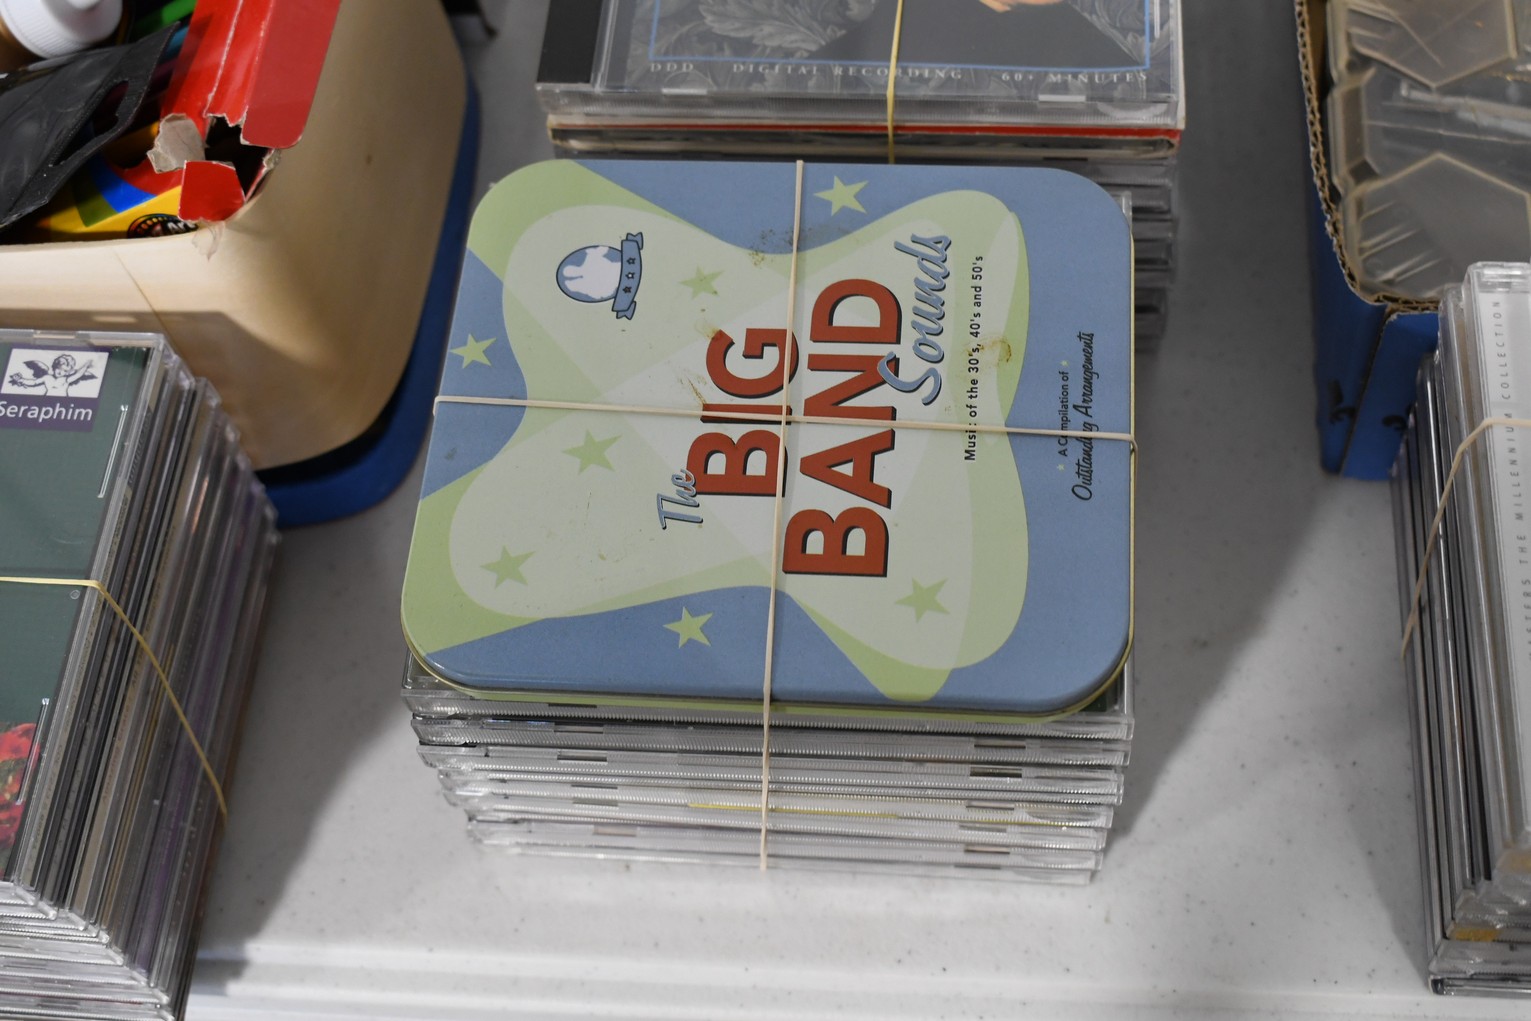 DDD DIGITAL RECORDING 60+ MINUTES
The
BIG
BAND
Sounds
Music of the 30's, 40's and 50's
A Compilation of
Outstanding Arrangements
Seraphim
THE MILLENNIUM COLLECTION